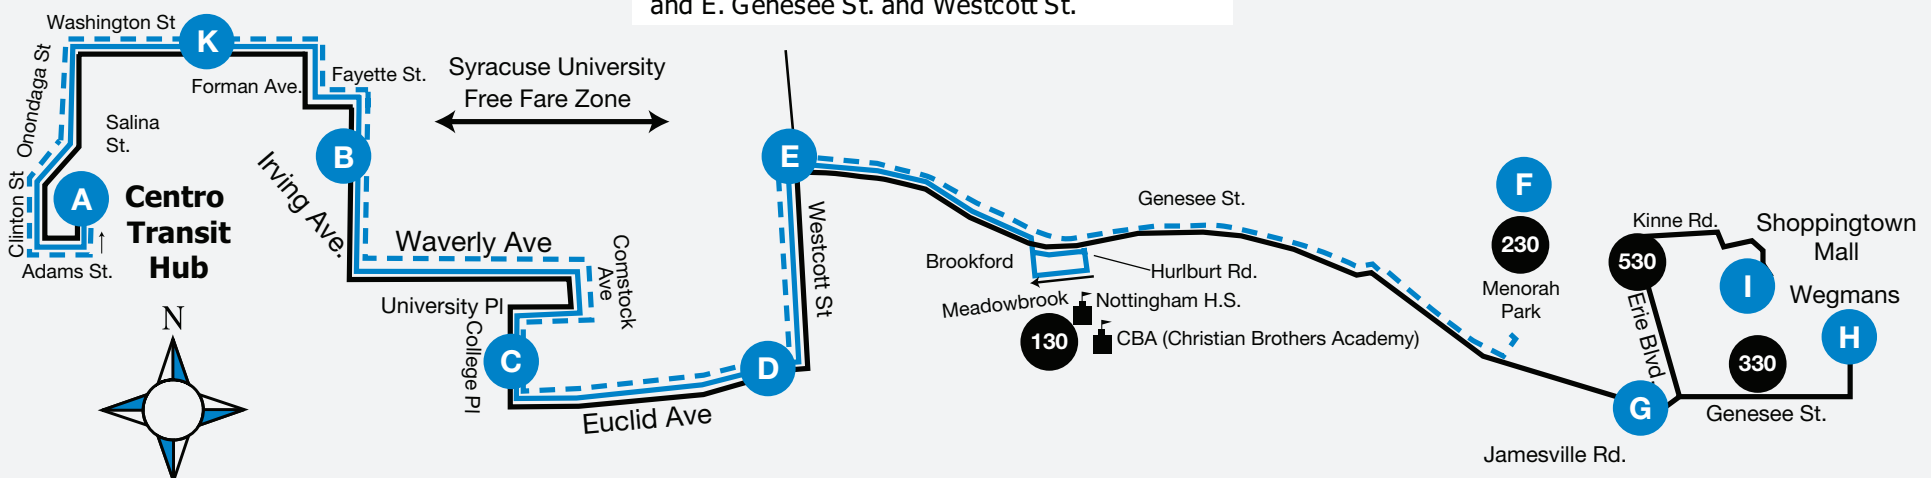 and E. Genesee St. and Westcott St.
Washington St
K
Onondaga St
Forman Ave.
Fayette St.
Salina
St.
Syracuse University
Free Fare Zone
Clinton St
A
Centro
Transit
Hub
Adams St.
B
Irving Ave.
Waverly Ave
Comstock
Ave
University Pl
College Pl
C
Euclid Ave
D
E
Westcott St
N
Genesee St.
Brookford
Hurlburt Rd.
Meadowbrook
Nottingham H.S.
130
CBA (Christian Brothers Academy)
F
230
Menorah
Park
Kinne Rd.
Shoppingtown
Mall
530
I
Wegmans
Erie Blvd.
H
330
G
Genesee St.
Jamesville Rd.